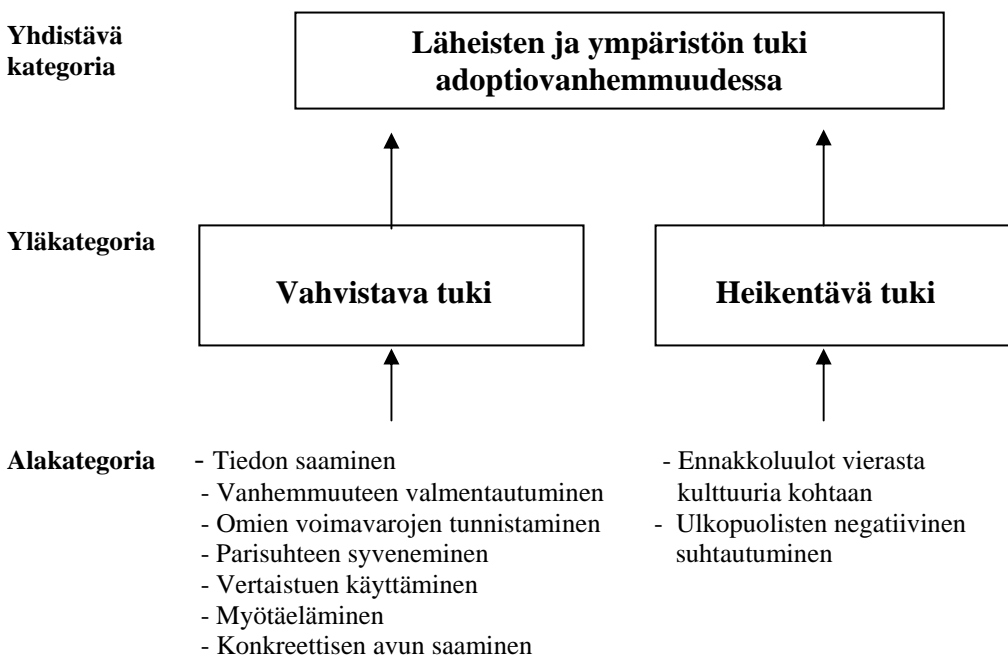 Yhdistävä
kategoria
Läheisten ja ympäristön tuki
adoptiovanhemmuudessa
Yläkategoria
Vahvistava tuki
Heikentävä tuki
Alakategoria
- Tiedon saaminen
- Vanhemmuuteen valmentautuminen
- Omien voimavarojen tunnistaminen
- Parisuhteen syveneminen
- Vertaistuen käyttäminen
- Myötäeläminen
- Konkreettisen avun saaminen
- Ennakkoluulot vierasta
kulttuuria kohtaan
- Ulkopuolisten negatiivinen
suhtautuminen